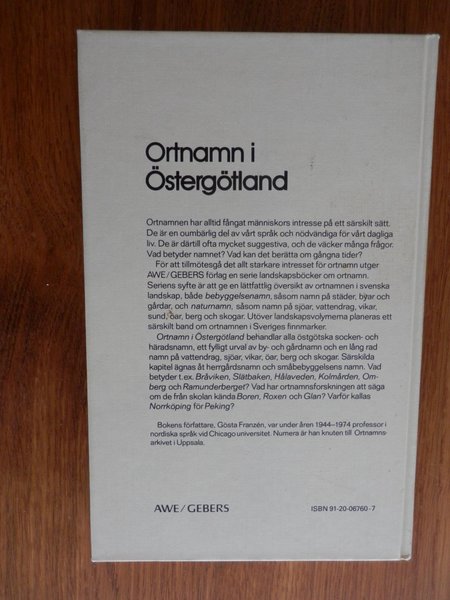 Ortnamn i
Östergötland
Ortnamnen har alltid fångat människors intresse på ett särskilt sätt.
De är en oumbärlig del av vårt språk och nödvändiga för vårt dagliga
liv. De är därtill ofta mycket suggestiva, och de väcker många frågor.
Vad betyder namnet? Vad kan det berätta om gångna tider?
För att tillmötesgå det allt starkare intresset för ortnamn utger
AWE/GEBERS förlag en serie landskapsböcker om ortnamn.
Seriens syfte är att ge en lättfattlig översikt av ortnamnen i svenska
landskap, både bebyggelsenamn, såsom namn på städer, byar och
gårdar, och naturnamn, såsom namn på sjöar, vattendrag, vikar,
sund, öar, berg och skogar. Utöver landskapsvolymerna planeras ett
särskilt band om ortnamnen i Sveriges finnmarker.
Ortnamn i Östergötland behandlar alla östgötska socken- och
häradsnamn, ett fylligt urval av by- och gårdnamn och en lång rad
namn på vattendrag, sjöar, vikar, öar, berg och skogar. Särskilda
kapitel ägnas åt herrgårdsnamn och småbebyggelsens namn. Vad
betyder t.ex. Bråviken, Slätbaken, Hålaveden, Kolmården, Om-
berg och Ramunderberget? Vad har ortnamnsforskningen att säga
om de från skolan kända Boren, Roxen och Glan? Varför kallas
Norrköping för Peking?
Bokens författare, Gösta Franzén, var under åren 1944–1974 professor i
nordiska språk vid Chicago universitet. Numera är han knuten till Ortnamns-
arkivet i Uppsala.
AWE/GEBERS
ISBN 91-20-06760-7